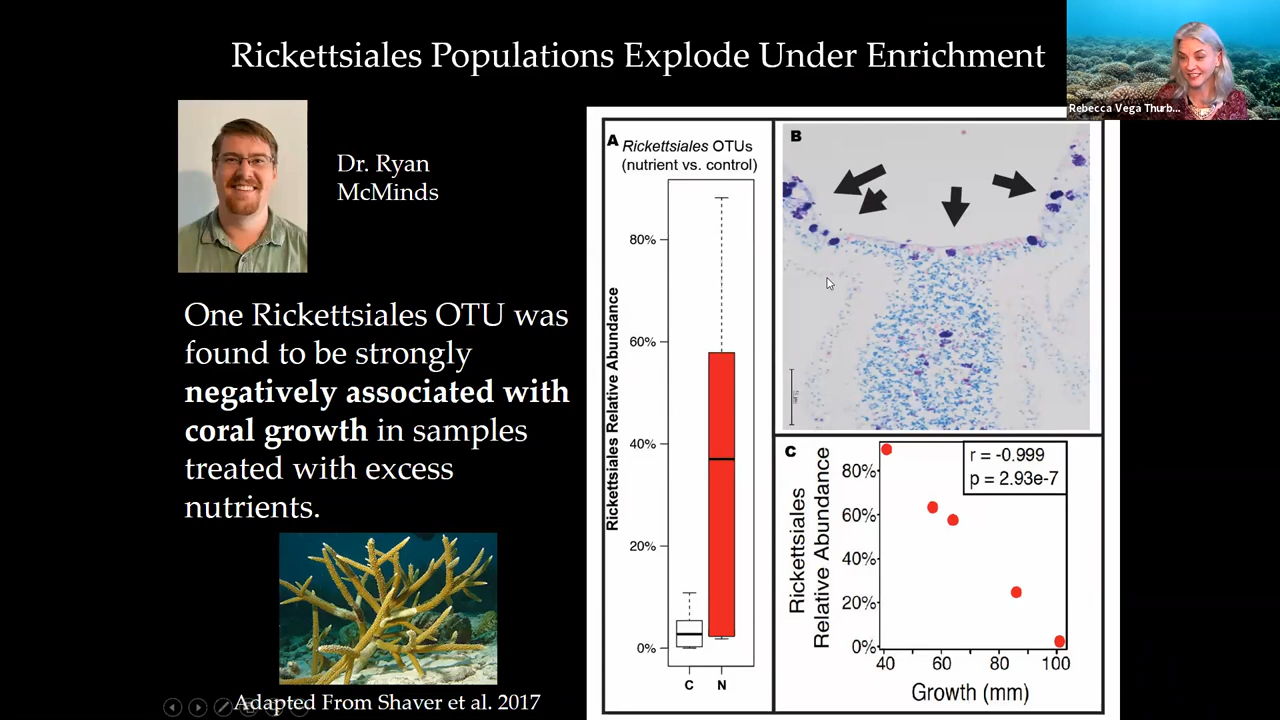 Rickettsiales Populations Explode Under Enrichment
Rebecca Vega Thurb...
Dr. Ryan
McMinds
One Rickettsiales OTU was
found to be strongly
negatively associated with
coral growth in samples
treated with excess
nutrients.
Adapted From Shaver et al. 2017
A
Rickettsiales OTUs
(nutrient vs. control)
Rickettsiales Relative Abundance
80%
60%
40%
20%
0%
C N
B
C
r = -0.999
p = 2.93e-7
Rickettsiales
Relative Abundance
80%
60%
40%
20%
0%
40 60 80 100
Growth (mm)